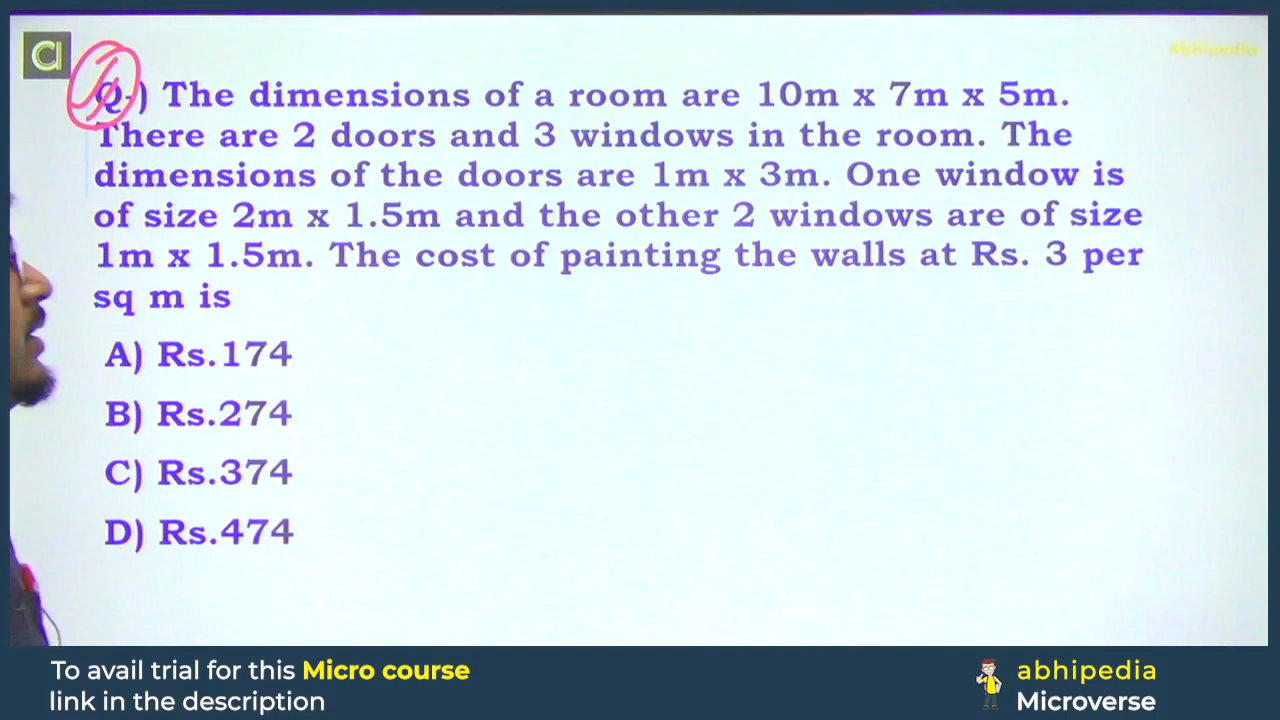 Abhipedia
Q-) The dimensions of a room are 10m x 7m x 5m.
There are 2 doors and 3 windows in the room. The
dimensions of the doors are 1m x 3m. One window is
of size 2m x 1.5m and the other 2 windows are of size
1m x 1.5m. The cost of painting the walls at Rs. 3 per
sq m is
A) Rs.174
B) Rs.274
C) Rs.374
D) Rs.474
To avail trial for this Micro course
link in the description
abhipedia
Microverse